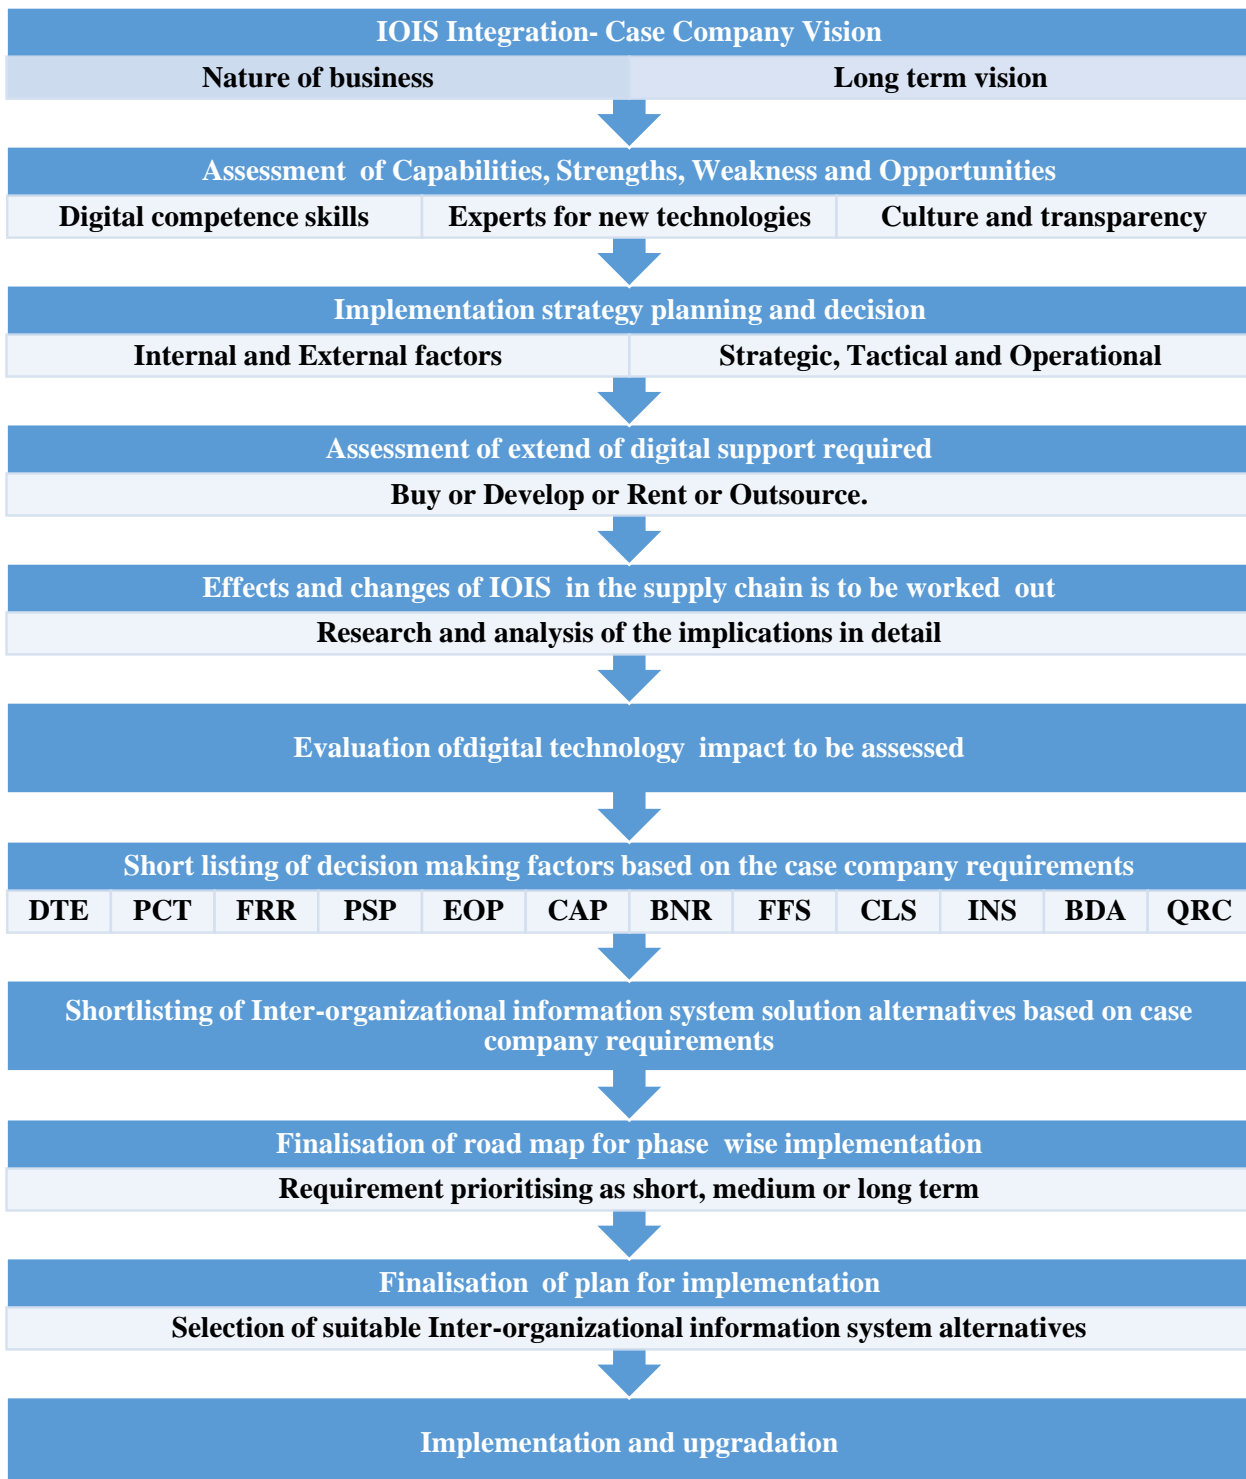 IOIS Integration- Case Company Vision
Nature of business
Long term vision
Assessment of Capabilities, Strengths, Weakness and Opportunities
Digital competence skills
Experts for new technologies
Culture and transparency
Implementation strategy planning and decision
Internal and External factors
Strategic, Tactical and Operational
Assessment of extend of digital support required
Buy or Develop or Rent or Outsource.
Effects and changes of IOIS in the supply chain is to be worked out
Research and analysis of the implications in detail
Evaluation ofdigital technology impact to be assessed
Short listing of decision making factors based on the case company requirements
DTE PCT FRR PSP EOP CAP BNR FFS CLS INS BDA QRC
Shortlisting of Inter-organizational information system solution alternatives based on case
company requirements
Finalisation of road map for phase wise implementation
Requirement prioritising as short, medium or long term
Finalisation of plan for implementation
Selection of suitable Inter-organizational information system alternatives
Implementation and upgradation